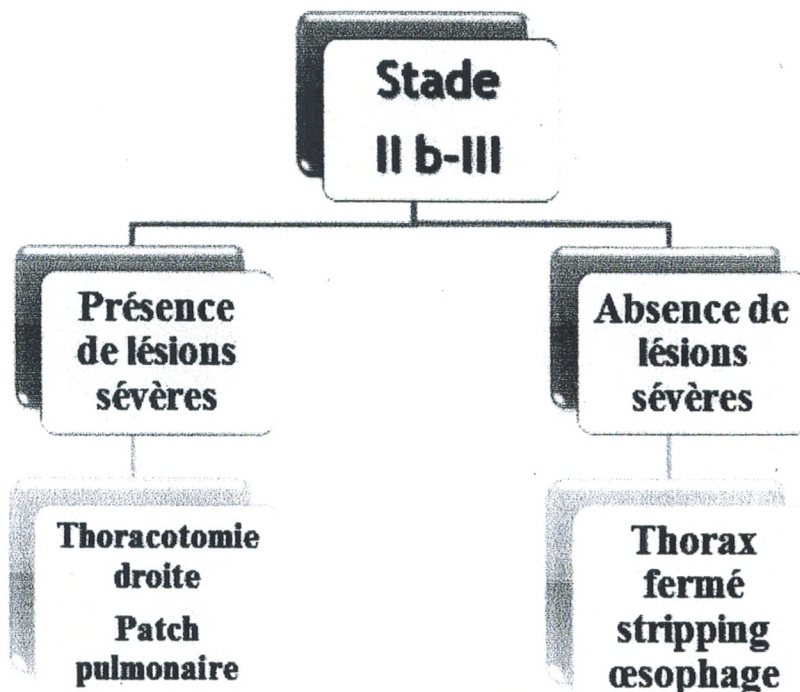 Stade
II b-III
Présence
de lésions
sévères
Absence de
lésions
sévères
Thoracotomie
droite
Patch
pulmonaire
Thorax
fermé
stripping
œsophage